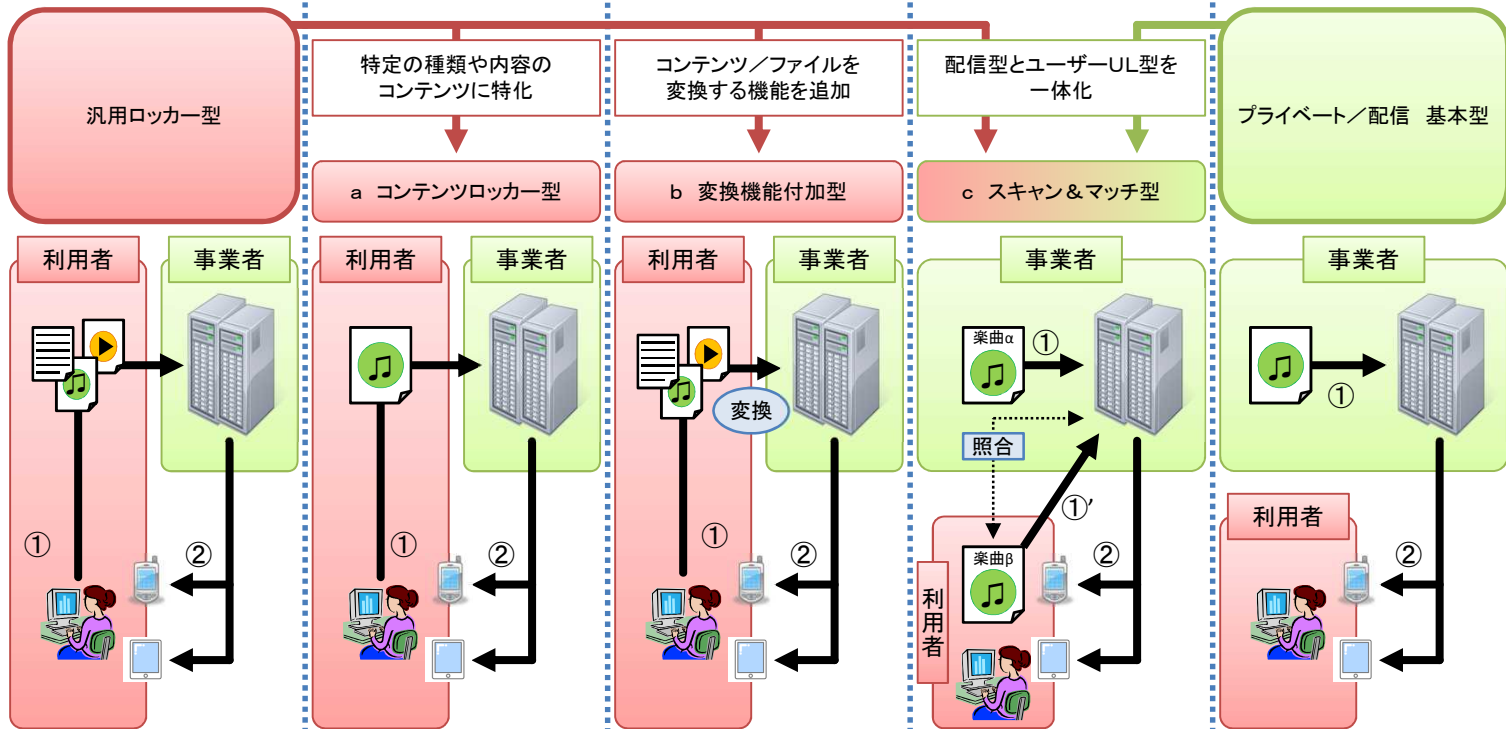 汎用ロッカー型
特定の種類や内容の
コンテンツに特化
コンテンツ／ファイルを
変換する機能を追加
配信型とユーザーUL型を
一体化
プライベート／配信　基本型
a　コンテンツロッカー型
b　変換機能付加型
c　スキャン＆マッチ型
利用者
事業者
①
②
利用者
事業者
①
②
利用者
事業者
変換
①
②
事業者
楽曲α
①
照合
①’
楽曲β
②
利用者
事業者
①
利用者
②